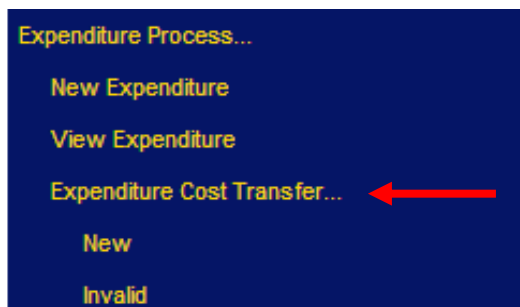 Expenditure Process...
New Expenditure
View Expenditure
Expenditure Cost Transfer...
New
Invalid